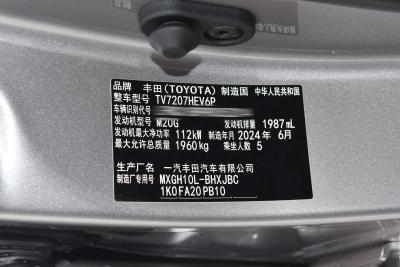 品牌 丰田(TOYOTA) 制造国 中华人民共和国
整车型号 TV7207HEV6P
车辆识别代号
发动机型号 M20G 发动机排量 1987 mL
发动机最大净功率 112kW 制造年月 2024年 6月
最大允许总质量 1960kg 乘坐人数 5
生产厂名 一汽丰田汽车有限公司
制造厂专用号 MXGH10L-BHXJBC
1K0FA20PB10